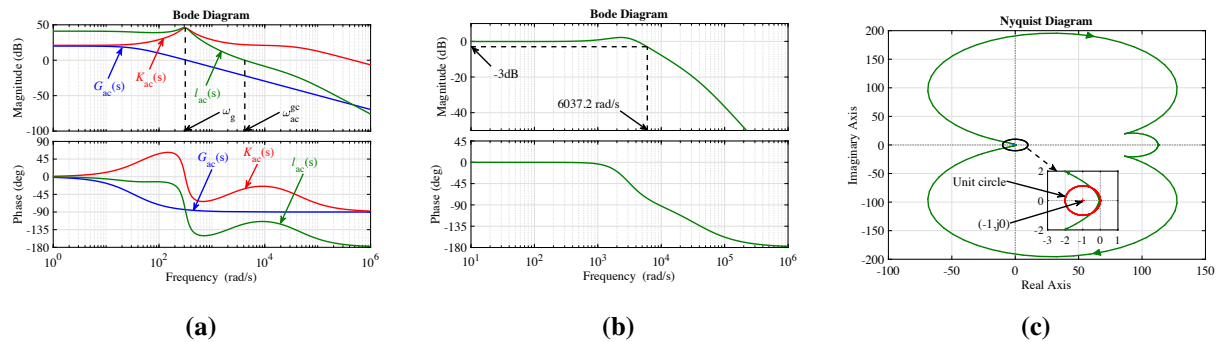 Bode Diagram
Magnitude (dB)
50
0
-50
-100
G_ac(s)
K_ac(s)
l_ac(s)
ω_g
ω_ac^gc
Phase (deg)
90
45
0
-45
-90
-135
-180
G_ac(s)
K_ac(s)
l_ac(s)
10^0 10^2 10^4 10^6
Frequency (rad/s)
(a)
Bode Diagram
Magnitude (dB)
0
-20
-40
-3dB
6037.2 rad/s
Phase (deg)
0
-45
-90
-135
-180
10^1 10^2 10^3 10^4 10^5 10^6
Frequency (rad/s)
(b)
Nyquist Diagram
Imaginary Axis
200
150
100
50
0
-50
-100
-150
-200
Unit circle
(-1,j0)
2
0
-2
-3 -2 -1 0 1
-100 -50 0 50 100 150
Real Axis
(c)